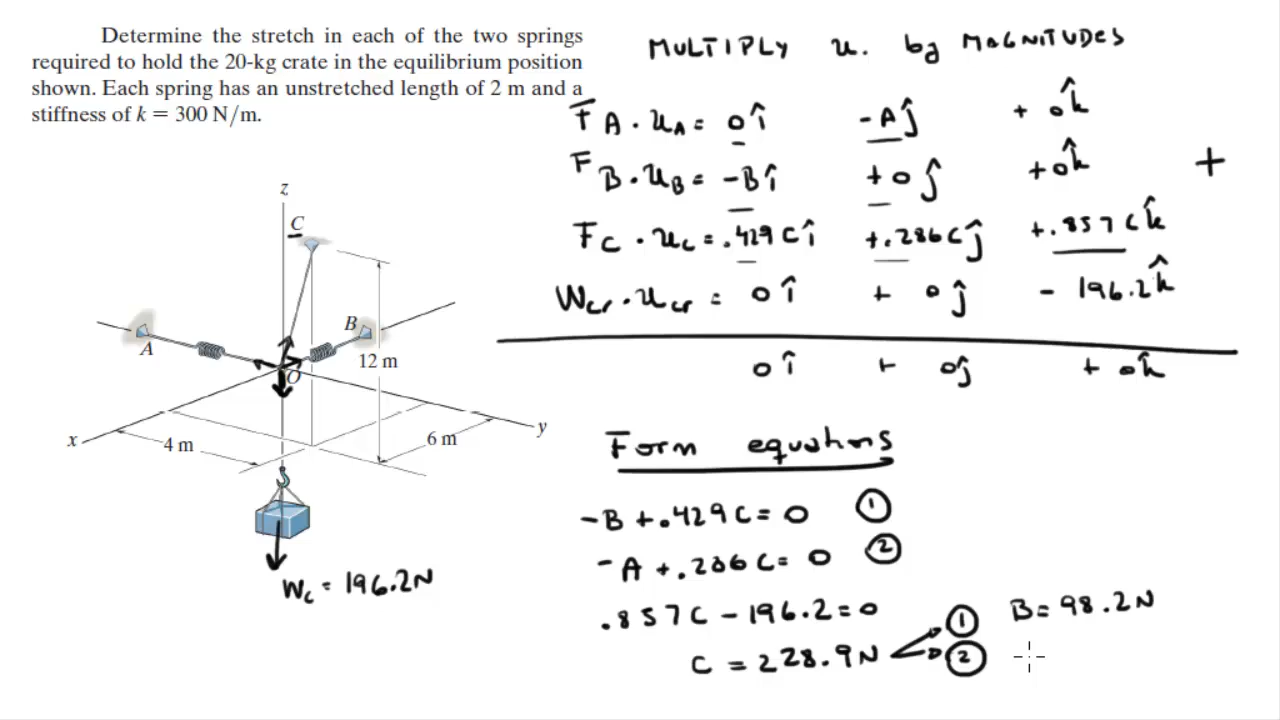 Determine the stretch in each of the two springs
required to hold the 20-kg crate in the equilibrium position
shown. Each spring has an unstretched length of 2 m and a
stiffness of k = 300 N/m.
z
C
B
A
12 m
O
x
y
4 m
6 m
Wc = 196.2N
MULTIPLY u. by MAGNITUDES
FA · uA = 0î -Aĵ + 0k̂
FB · uB = -Bî + 0ĵ + 0k̂ +
FC · uC = .429Cî +.286Cĵ +.857Ck̂
Wcr · ucr = 0î + 0ĵ - 196.2k̂
0î + 0ĵ + 0k̂
Form equations
-B + .429C = 0 ①
-A + .286C = 0 ②
.857C - 196.2 = 0
C = 228.9N ① B = 98.2N
②